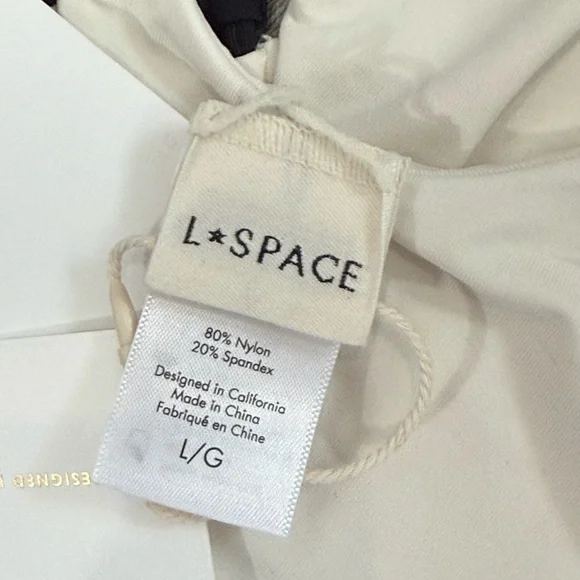 L★SPACE
80% Nylon
20% Spandex
Designed in California
Made in China
Fabriqué en Chine
L/G